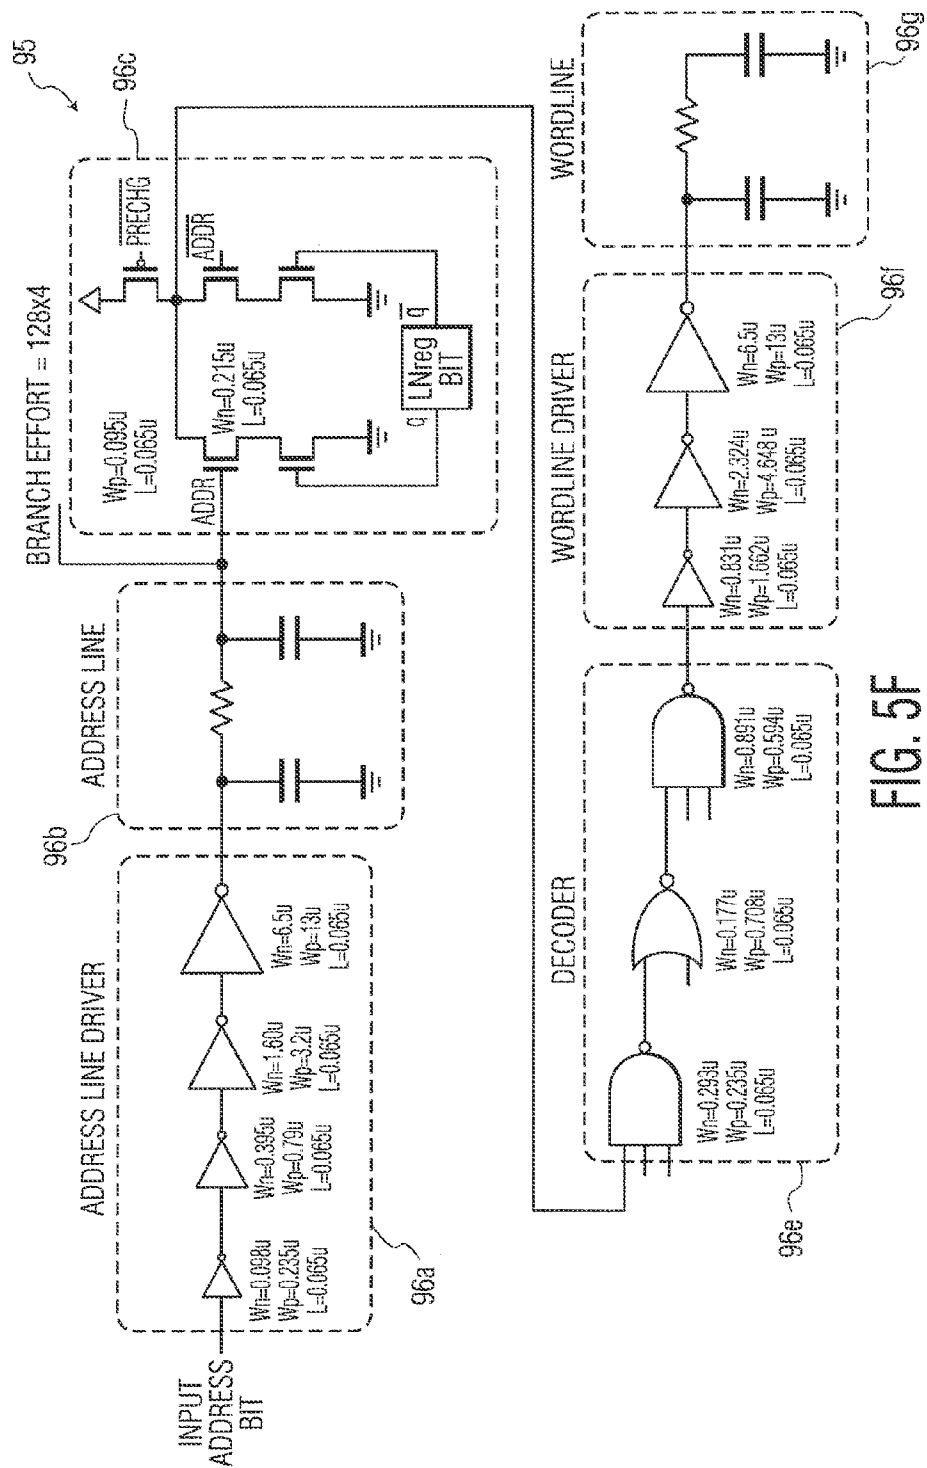 95
BRANCH EFFORT = 128x4
96c
PRECHG
Wp=0.095u
L=0.065u
ADDR
ADDR
Wn=0.215u
L=0.065u
q
q
LNreg
BIT
ADDRESS LINE
96b
ADDRESS LINE DRIVER
Wn=0.098u
Wp=0.235u
L=0.065u
Wn=0.395u
Wp=0.79u
L=0.065u
Wn=1.60u
Wp=3.2u
L=0.065u
Wn=6.5u
Wp=13u
L=0.065u
96a
INPUT
ADDRESS
BIT
DECODER
Wn=0.293u
Wp=0.235u
L=0.065u
Wn=0.177u
Wp=0.708u
L=0.065u
Wn=0.891u
Wp=0.594u
L=0.065u
96e
WORDLINE DRIVER
Wn=0.831u
Wp=1.662u
L=0.065u
Wn=2.324u
Wp=4.648u
L=0.065u
Wn=6.5u
Wp=13u
L=0.065u
96f
WORDLINE
96g
FIG. 5F